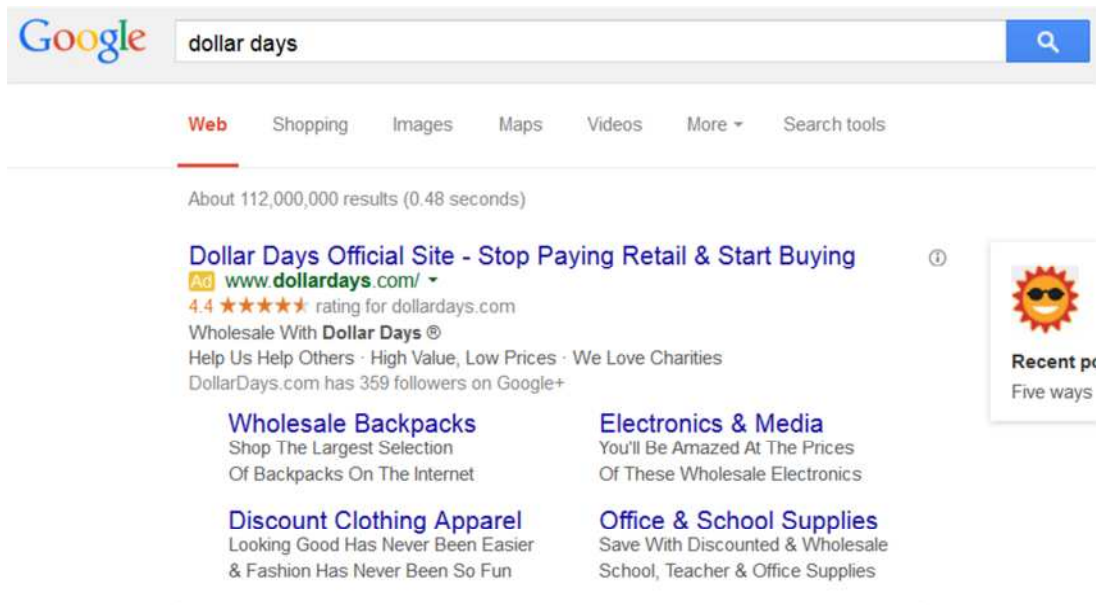 Google
dollar days
Web Shopping Images Maps Videos More Search tools
About 112,000,000 results (0.48 seconds)
Dollar Days Official Site - Stop Paying Retail & Start Buying
Ad www.dollardays.com/
4.4 ★★★★★ rating for dollardays.com
Wholesale With Dollar Days ®
Help Us Help Others · High Value, Low Prices · We Love Charities
DollarDays.com has 359 followers on Google+
Wholesale Backpacks
Shop The Largest Selection
Of Backpacks On The Internet
Electronics & Media
You'll Be Amazed At The Prices
Of These Wholesale Electronics
Discount Clothing Apparel
Looking Good Has Never Been Easier
& Fashion Has Never Been So Fun
Office & School Supplies
Save With Discounted & Wholesale
School, Teacher & Office Supplies
Recent po
Five ways